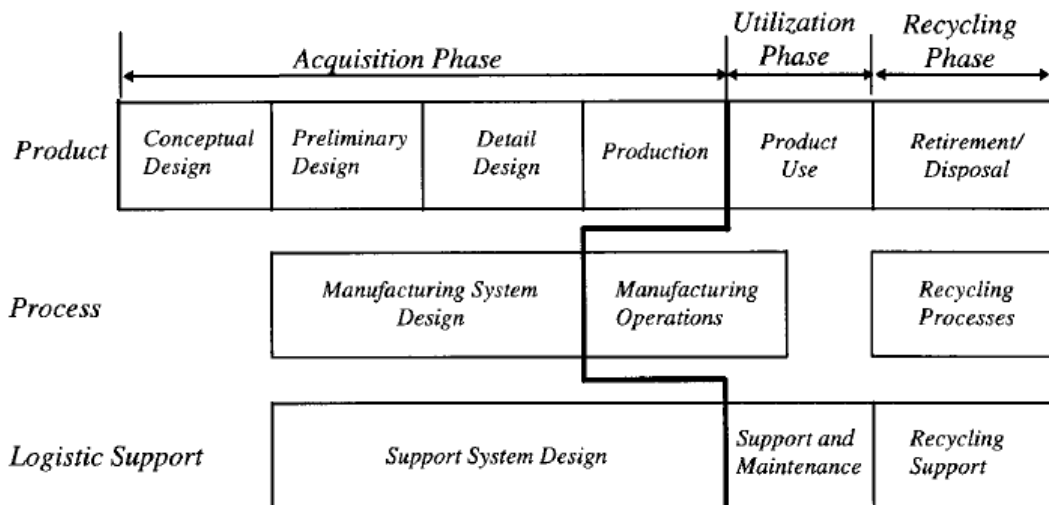 Acquisition Phase
Utilization
Phase
Recycling
Phase
Product
Conceptual
Design
Preliminary
Design
Detail
Design
Production
Product
Use
Retirement/
Disposal
Process
Manufacturing System
Design
Manufacturing
Operations
Recycling
Processes
Logistic Support
Support System Design
Support and
Maintenance
Recycling
Support